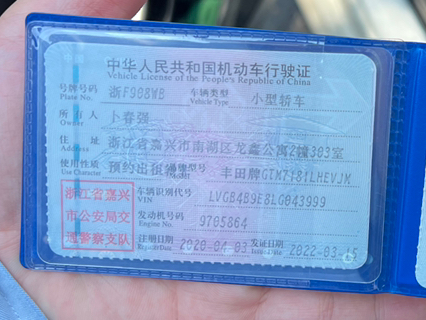 中华人民共和国机动车行驶证
Vehicle License of the People's Republic of China
号牌号码 浙F908WB 车辆类型 小型轿车
Plate No. Vehicle Type
所有人 卜春强
Owner
住址 浙江省嘉兴市南湖区龙鑫公寓2幢303室
Address
使用性质 预约出租 品牌型号 丰田牌GTM7181LHEVJM
Model
浙江省嘉兴 车辆识别代号 LVGB4B9E8LG043999
VIN
市公安局交 发动机号码 9705864
Engine No.
通警察支队 注册日期 2020-04-03 发证日期 2022-03-15
Register Date Issue Date